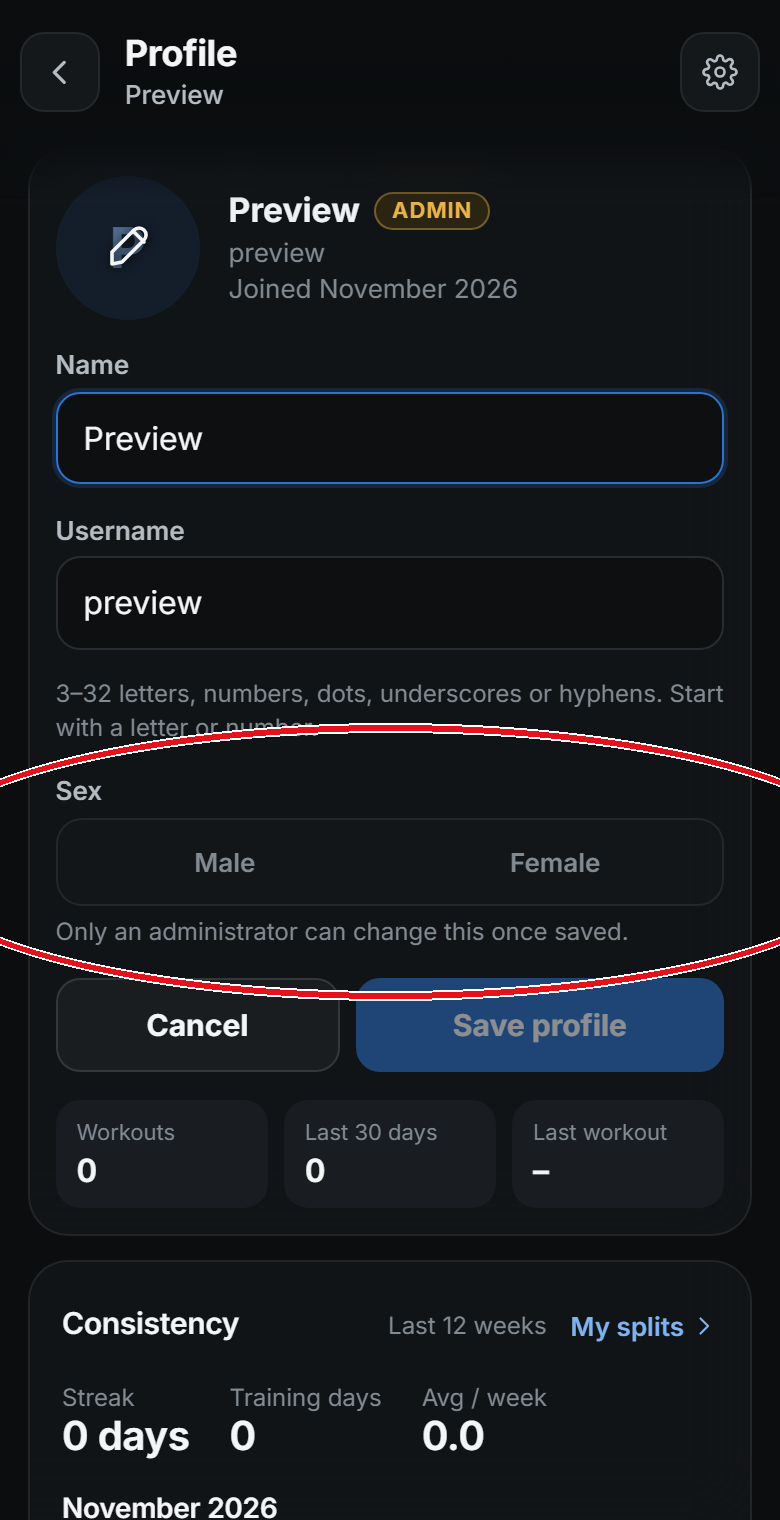 Profile
Preview
Preview ADMIN
preview
Joined November 2026
Name
Preview
Username
preview
3–32 letters, numbers, dots, underscores or hyphens. Start
with a letter or number.
Sex
Male Female
Only an administrator can change this once saved.
Cancel Save profile
Workouts Last 30 days Last workout
0 0 –
Consistency Last 12 weeks My splits
Streak Training days Avg / week
0 days 0 0.0
November 2026